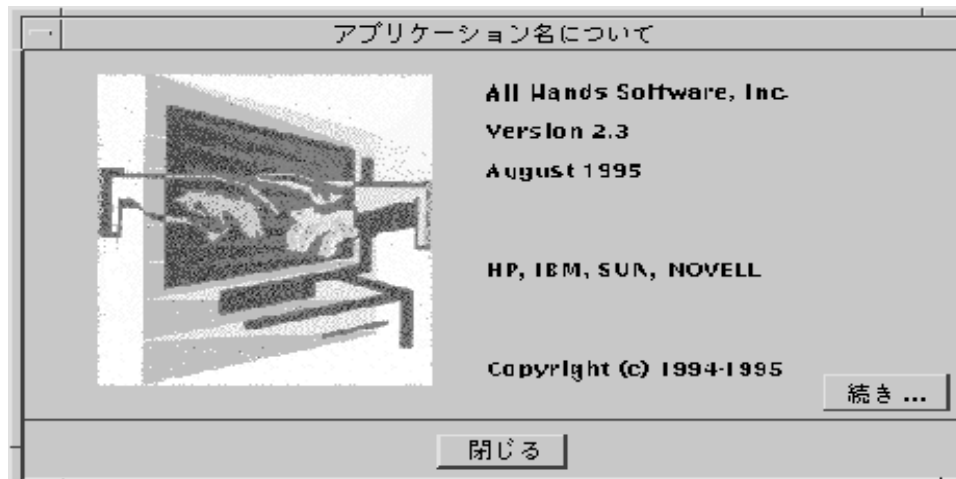 アプリケーション名について
All Hands Software, Inc.
Version 2.3
August 1995
HP, IBM, SUN, NOVELL
Copyright (c) 1994-1995
続き...
閉じる